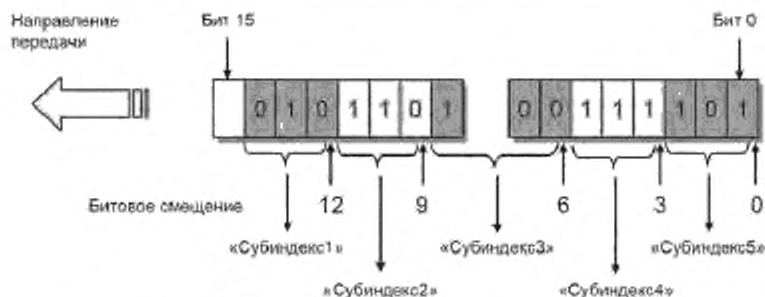 Направление
передачи
Бит 15
Бит 0
0 1 0 1 1 0 1 0 0 1 1 1 1 0 1
Битовое смещение 12 9 6 3 0
«Субиндекс1» «Субиндекс3» «Субиндекс5»
«Субиндекс2» «Субиндекс4»